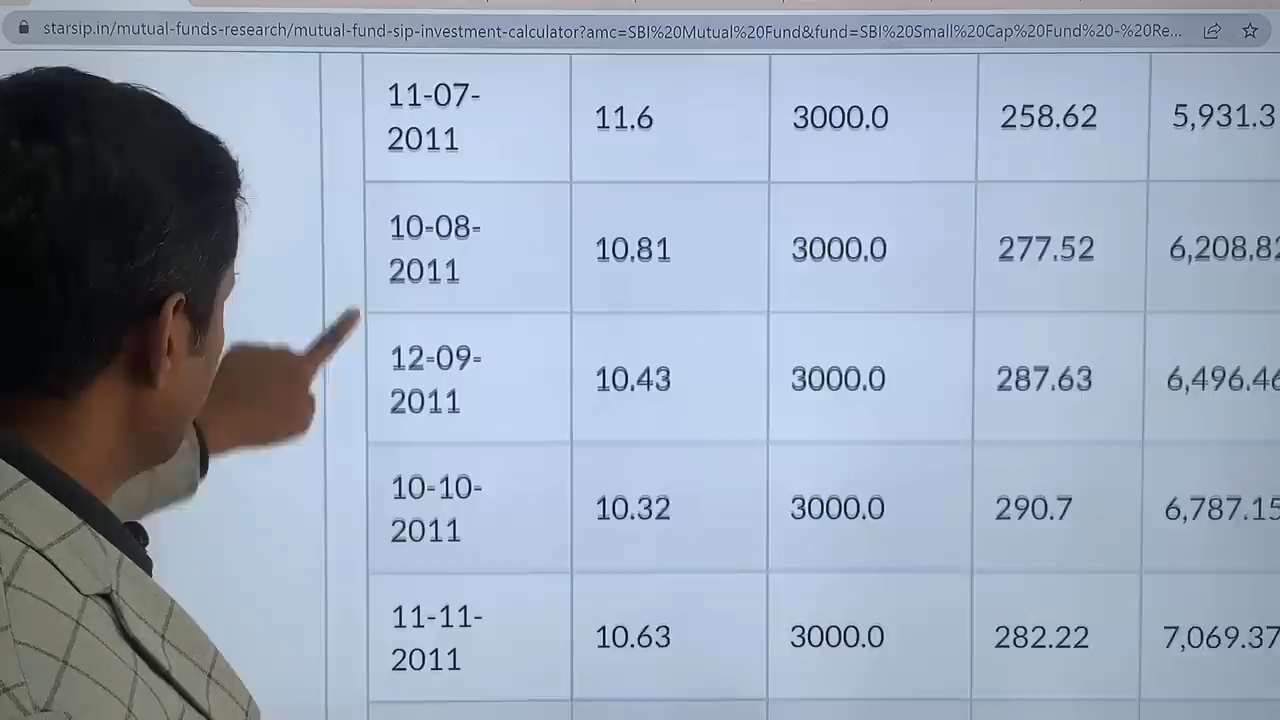 starsip.in/mutual-funds-research/mutual-fund-sip-investment-calculator?amc=SBI%20Mutual%20Fund&fund=SBI%20Small%20Cap%20Fund%20-%20Re...
11-07-
2011 11.6 3000.0 258.62 5,931.3
10-08-
2011 10.81 3000.0 277.52 6,208.82
12-09-
2011 10.43 3000.0 287.63 6,496.46
10-10-
2011 10.32 3000.0 290.7 6,787.15
11-11-
2011 10.63 3000.0 282.22 7,069.37